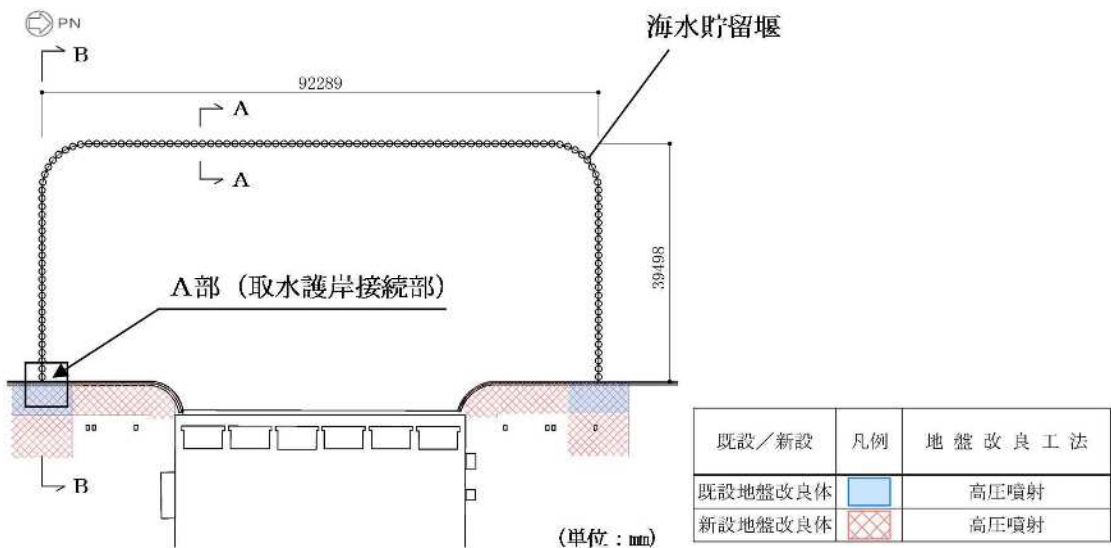 PN
B
海水貯留堰
92289
A
A
39498
A部（取水護岸接続部）
B
(単位：mm)
既設／新設 凡例 地盤改良工法
既設地盤改良体 高圧噴射
新設地盤改良体 高圧噴射